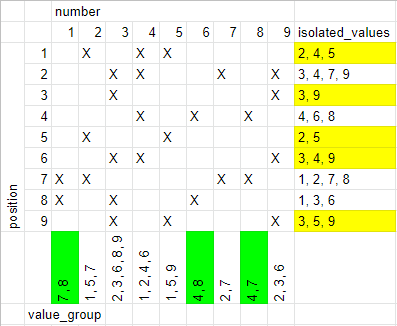 number
1 2 3 4 5 6 7 8 9 isolated_values
position
1 X X X 2, 4, 5
2 X X X X 3, 4, 7, 9
3 X X 3, 9
4 X X X 4, 6, 8
5 X X 2, 5
6 X X X 3, 4, 9
7 X X X X 1, 2, 7, 8
8 X X X 1, 3, 6
9 X X X 3, 5, 9
7, 8
1, 5, 7
2, 3, 6, 8, 9
1, 2, 4, 6
1, 5, 9
4, 8
2, 7
4, 7
2, 3, 6
value_group